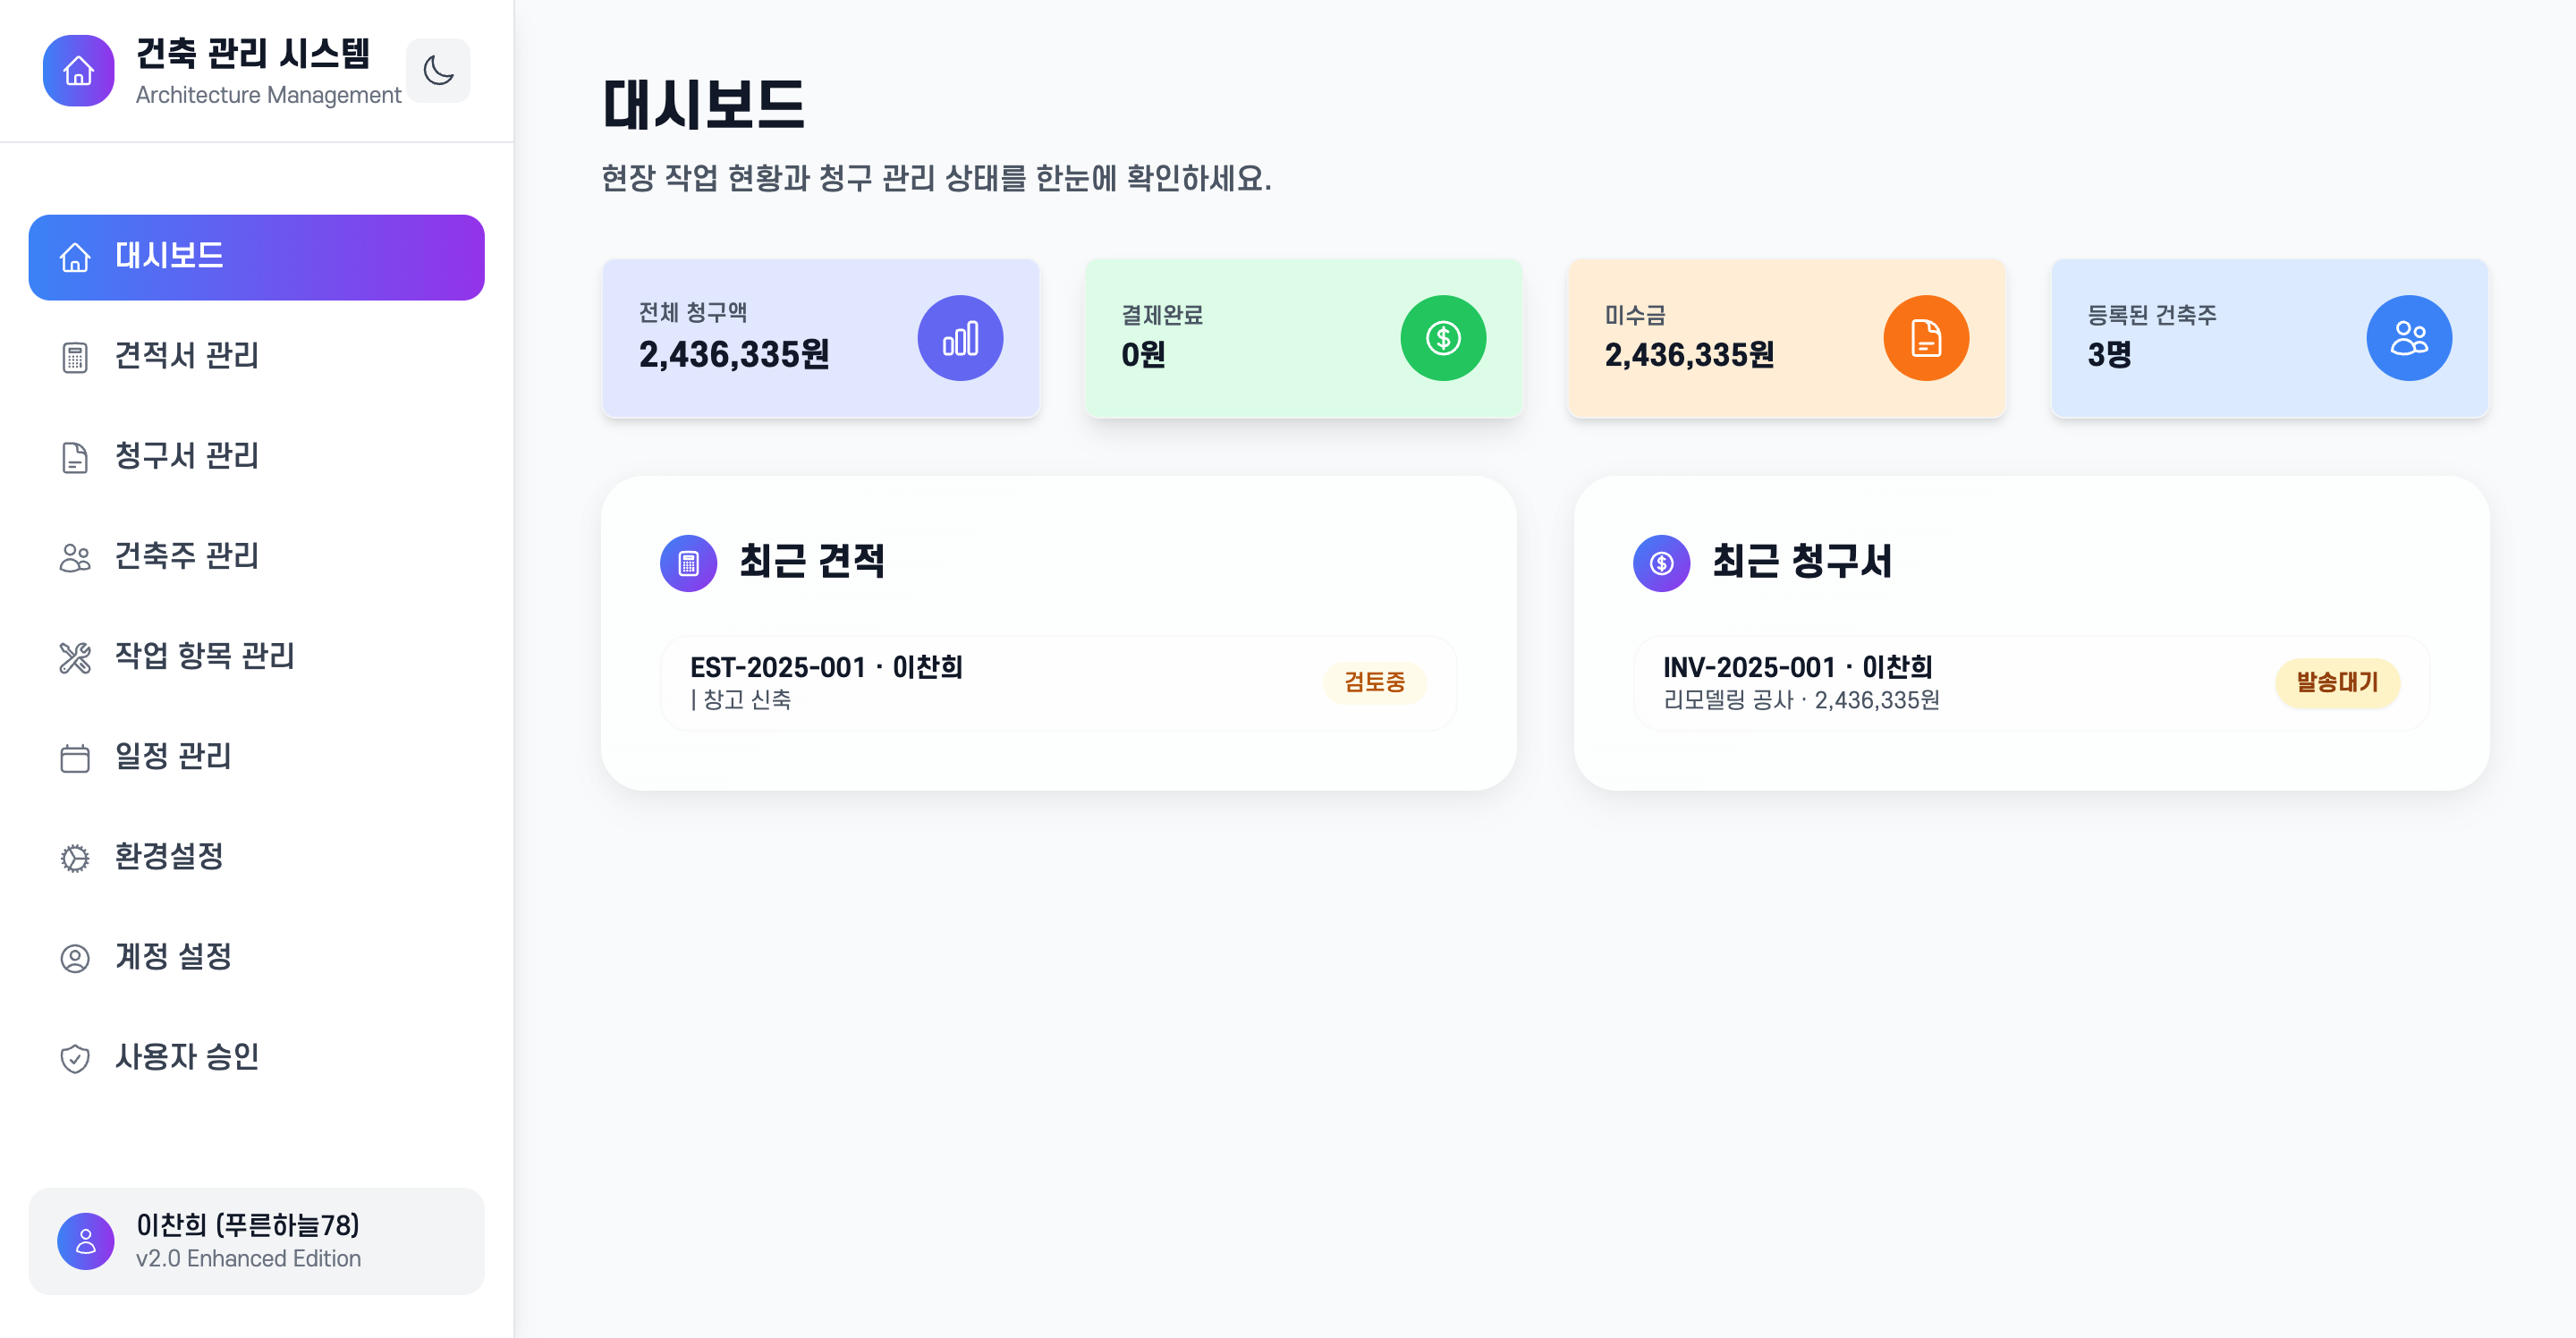 건축 관리 시스템
Architecture Management
대시보드
견적서 관리
청구서 관리
건축주 관리
작업 항목 관리
일정 관리
환경설정
계정 설정
사용자 승인
이찬희 (푸른하늘78)
v2.0 Enhanced Edition
대시보드
현장 작업 현황과 청구 관리 상태를 한눈에 확인하세요.
전체 청구액
2,436,335원
결제완료
0원
미수금
2,436,335원
등록된 건축주
3명
최근 견적
EST-2025-001 · 이찬희
| 창고 신축
검토중
최근 청구서
INV-2025-001 · 이찬희
리모델링 공사 · 2,436,335원
발송대기